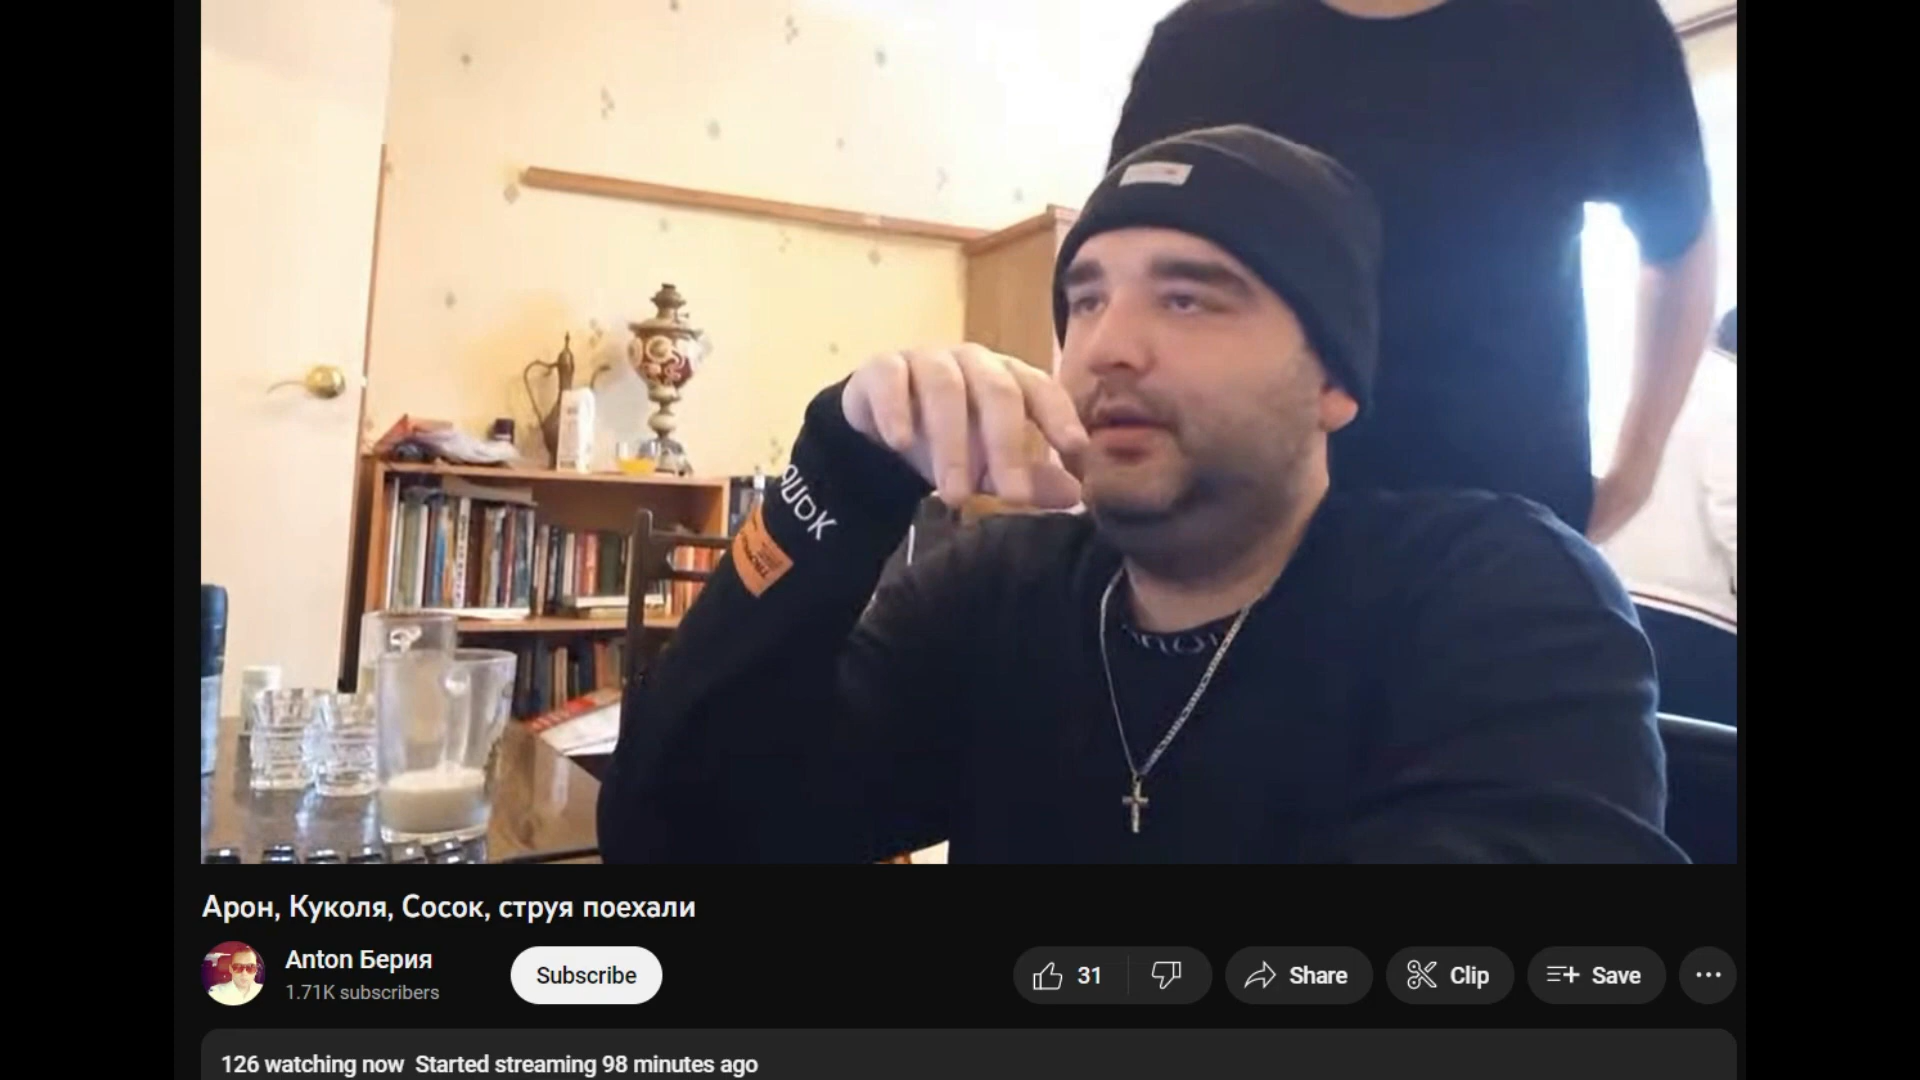 Арон, Куколя, Сосок, струя поехали
Anton Берия
1.71K subscribers
Subscribe
31
Share
Clip
Save
126 watching now Started streaming 98 minutes ago